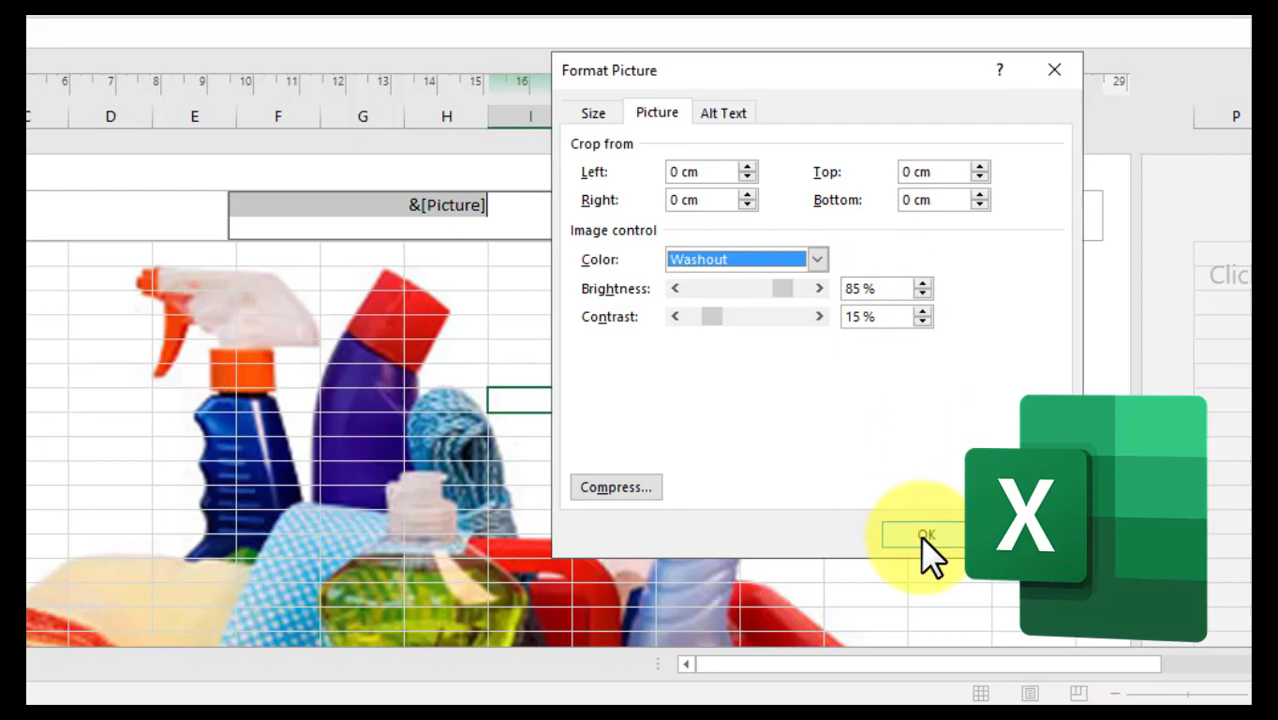 Format Picture ?
6 7 8 9 10 11 12 13 14 15 16 29
Size Picture Alt Text
C D E F G H I P
Crop from
Left: 0 cm Top: 0 cm
Right: 0 cm Bottom: 0 cm
&[Picture]
Image control
Color: Washout
Clic
Brightness: 85 %
Contrast: 15 %
Compress...
OK
X